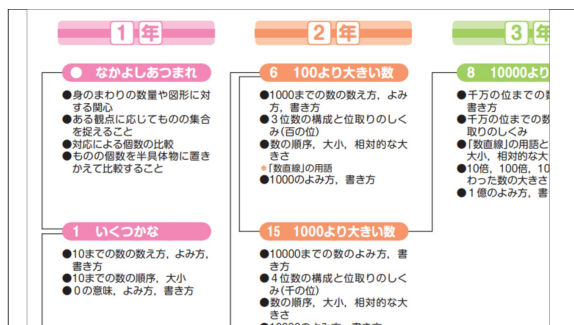 1年
● なかよしあつまれ
●身のまわりの数量や図形に対
する関心
●ある観点に応じてものの集合
を捉えること
●対応による個数の比較
●ものの個数を半具体物に置き
かえて比較すること
1 いくつかな
●10までの数の数え方，よみ方，
書き方
●10までの数の順序，大小
●0の意味，よみ方，書き方
2年
6 100より大きい数
●1000までの数の数え方，よみ
方，書き方
●3位数の構成と位取りのしく
み(百の位)
●数の順序，大小，相対的な大
きさ
＊「数直線」の用語
●1000のよみ方，書き方
15 1000より大きい数
●10000までの数のよみ方，書
き方
●4位数の構成と位取りのしく
み(千の位)
●数の順序，大小，相対的な大
きさ
3年
8 10000より
●千万の位までの
書き方
●千万の位までの数
取りのしくみ
●「数直線」の用語と
大小，相対的な大
●10倍，100倍，10
わった数の大きさ
●1億のよみ方，書